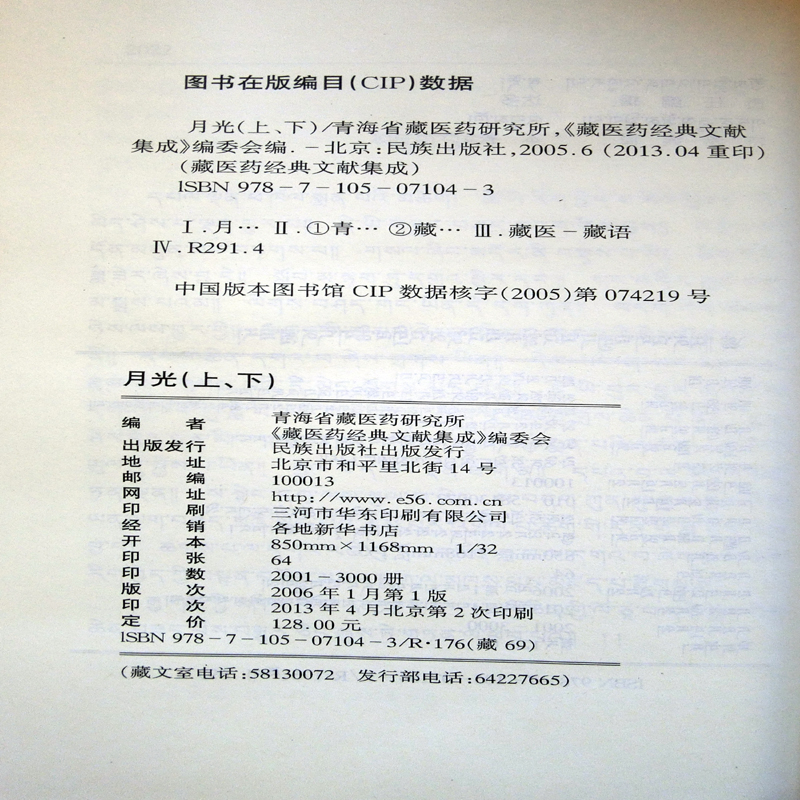 图书在版编目(CIP)数据
月光(上、下)/青海省藏医药研究所,《藏医药经典文献
集成》编委会编.－北京:民族出版社,2005.6 (2013.04 重印)
(藏医药经典文献集成)
ISBN 978－7－105－07104－3
Ⅰ.月… Ⅱ.①青… ②藏… Ⅲ.藏医－藏语
Ⅳ.R291.4
中国版本图书馆 CIP 数据核字(2005)第 074219 号
月光(上、下)
编 者 青海省藏医药研究所
《藏医药经典文献集成》编委会
出版发行 民族出版社出版发行
地 址 北京市和平里北街 14 号
邮 编 100013
网 址 http://www.e56.com.cn
印 刷 三河市华东印刷有限公司
经 销 各地新华书店
开 本 850mm×1168mm 1/32
印 张 64
印 数 2001－3000 册
版 次 2006 年 1 月第 1 版
印 次 2013 年 4 月北京第 2 次印刷
定 价 128.00 元
ISBN 978－7－105－07104－3/R·176(藏 69)
(藏文室电话:58130072 发行部电话:64227665)